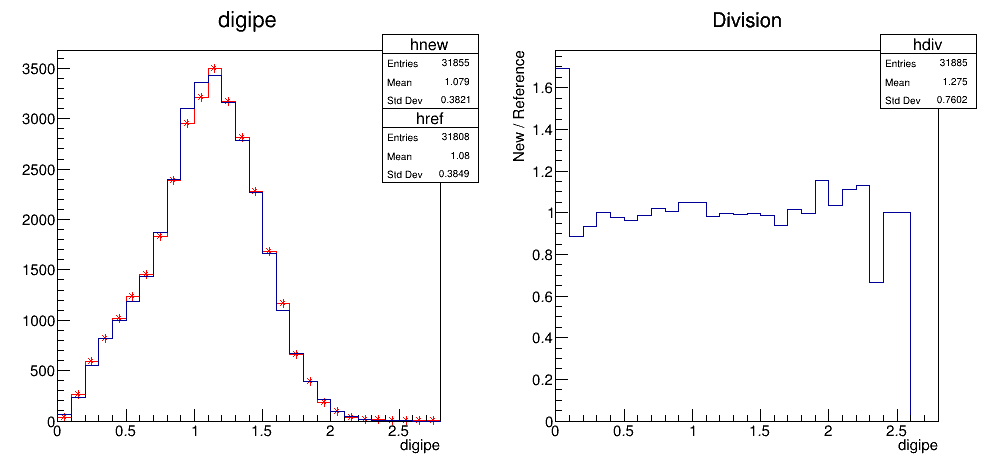 digipe
hnew
Entries 31855
Mean 1.079
Std Dev 0.3821
href
Entries 31808
Mean 1.08
Std Dev 0.3849
3500
3000
2500
2000
1500
1000
500
0
0 0.5 1 1.5 2 2.5
digipe
Division
hdiv
Entries 31885
Mean 1.275
Std Dev 0.7602
New / Reference
1.6
1.4
1.2
1
0.8
0.6
0.4
0.2
0
0 0.5 1 1.5 2 2.5
digipe